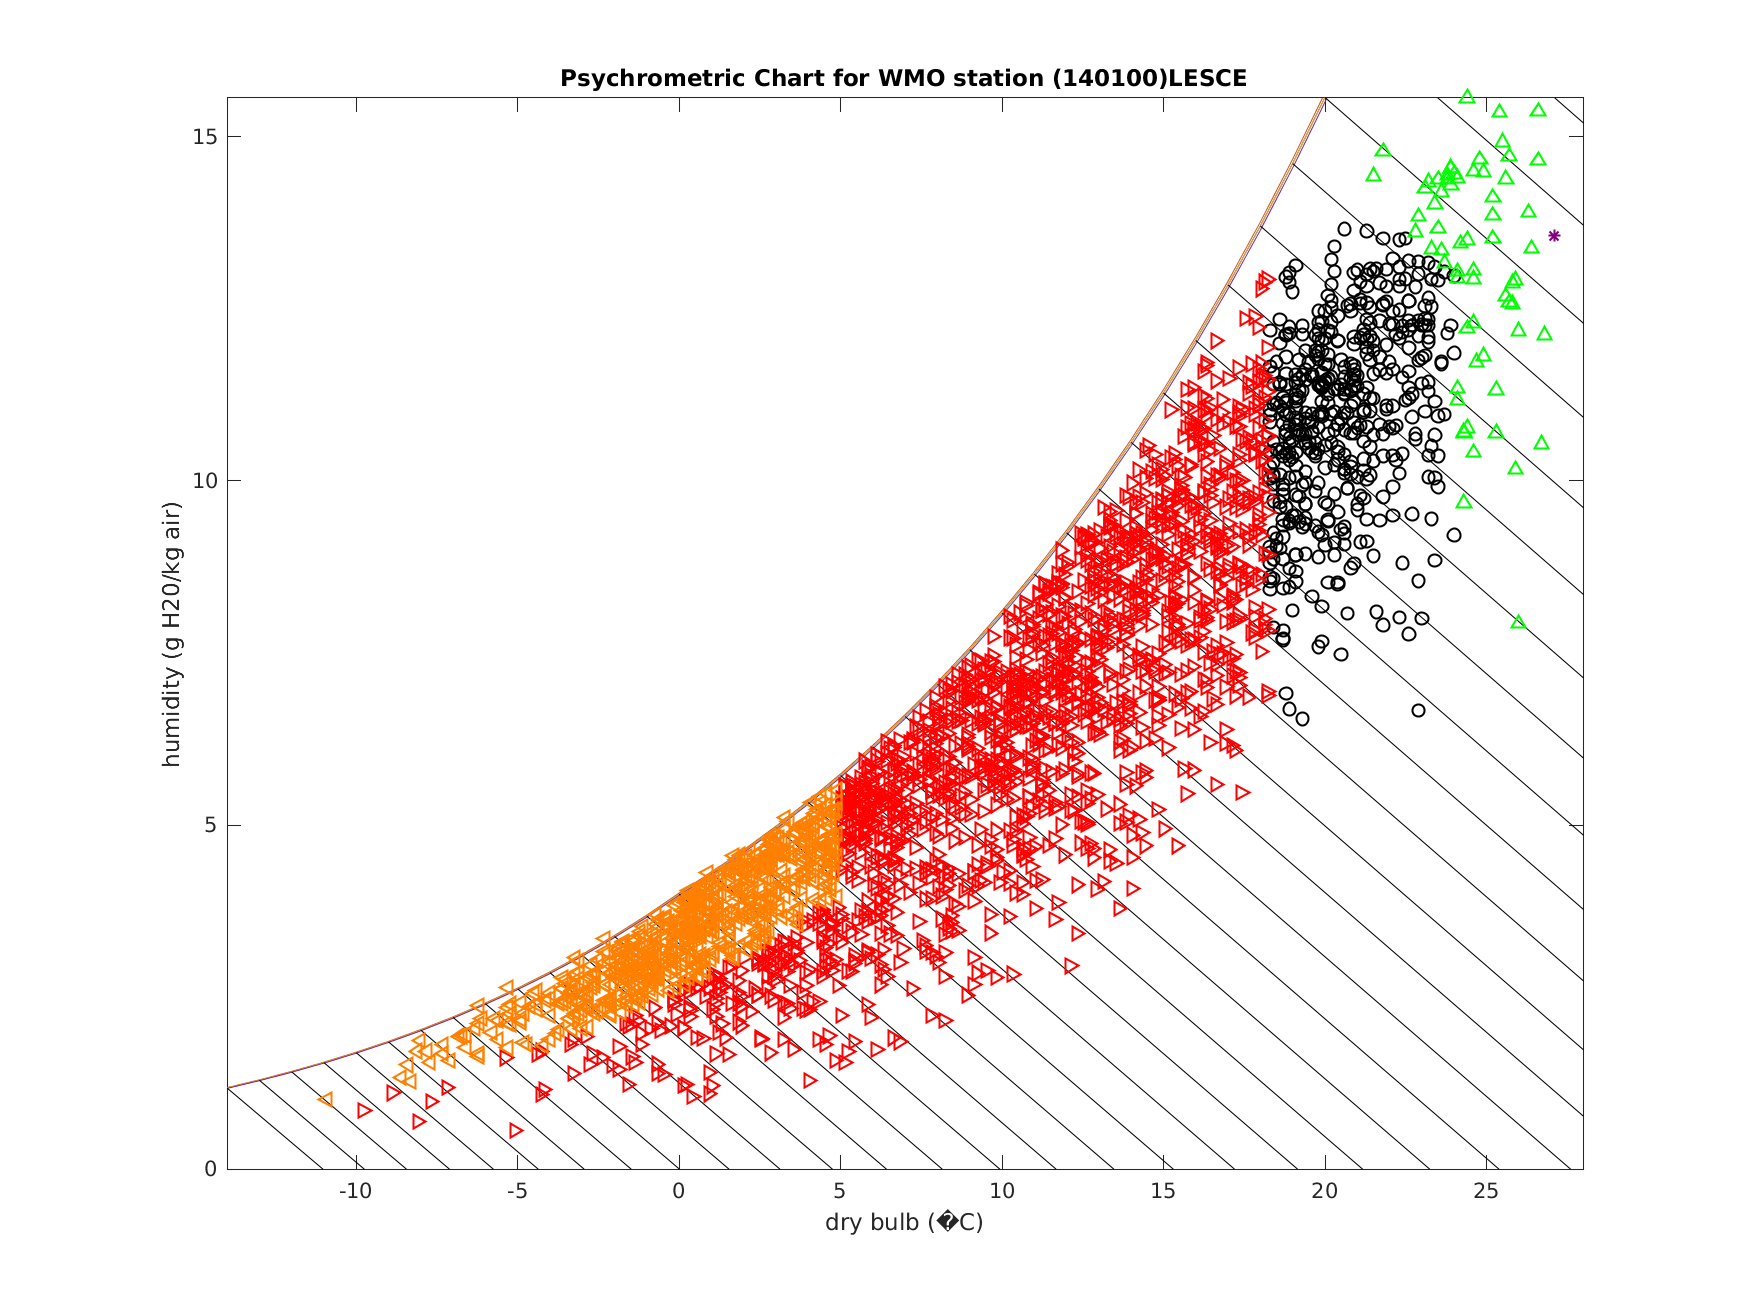 Psychrometric Chart for WMO station (140100)LESCE
15
10
5
0
humidity (g H20/kg air)
-10 -5 0 5 10 15 20 25
dry bulb (�C)